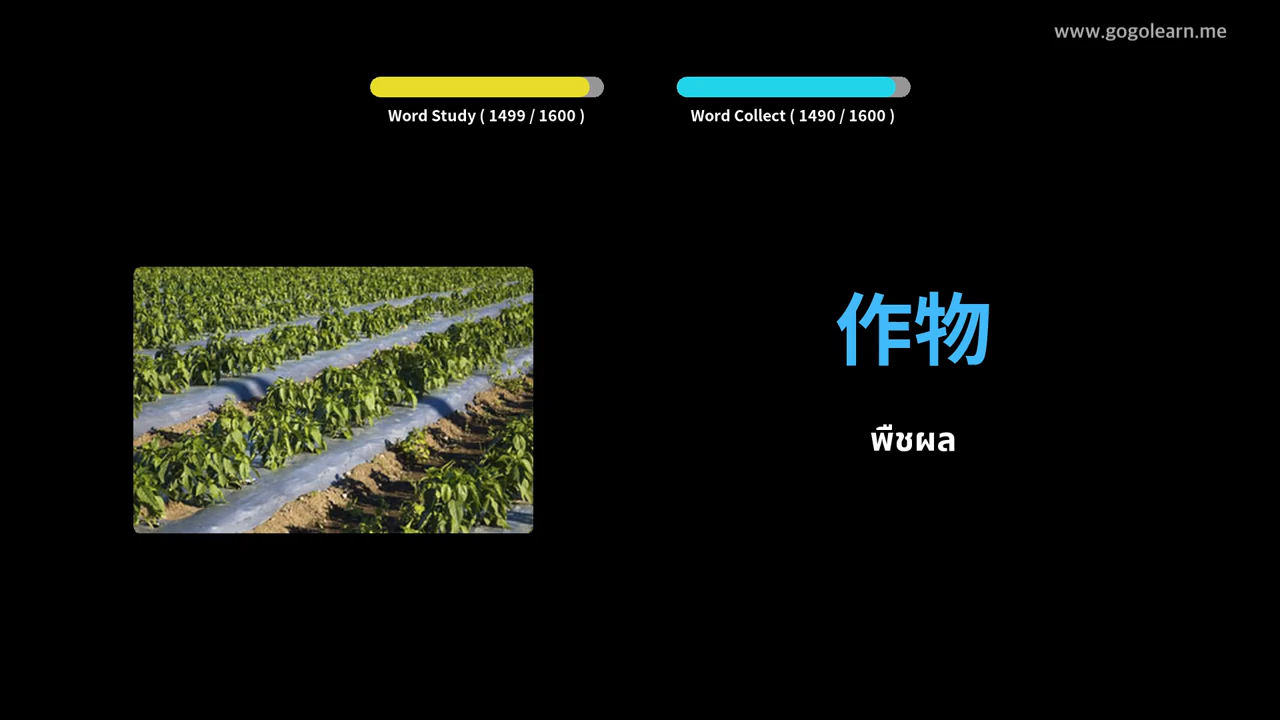 www.gogolearn.me
Word Study ( 1499 / 1600 )
Word Collect ( 1490 / 1600 )
作物
พืชผล